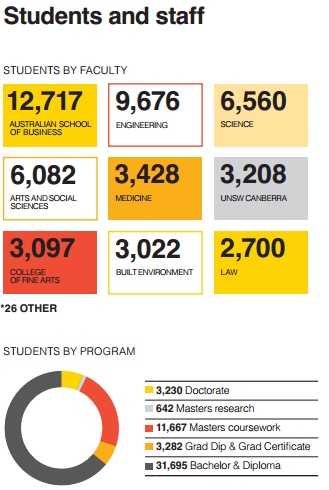 Students and staff
STUDENTS BY FACULTY
12,717
AUSTRALIAN SCHOOL
OF BUSINESS
9,676
ENGINEERING
6,560
SCIENCE
6,082
ARTS AND SOCIAL
SCIENCES
3,428
MEDICINE
3,208
UNSW CANBERRA
3,097
COLLEGE
OF FINE ARTS
3,022
BUILT ENVIRONMENT
2,700
LAW
*26 OTHER
STUDENTS BY PROGRAM
3,230 Doctorate
642 Masters research
11,667 Masters coursework
3,282 Grad Dip & Grad Certificate
31,695 Bachelor & Diploma